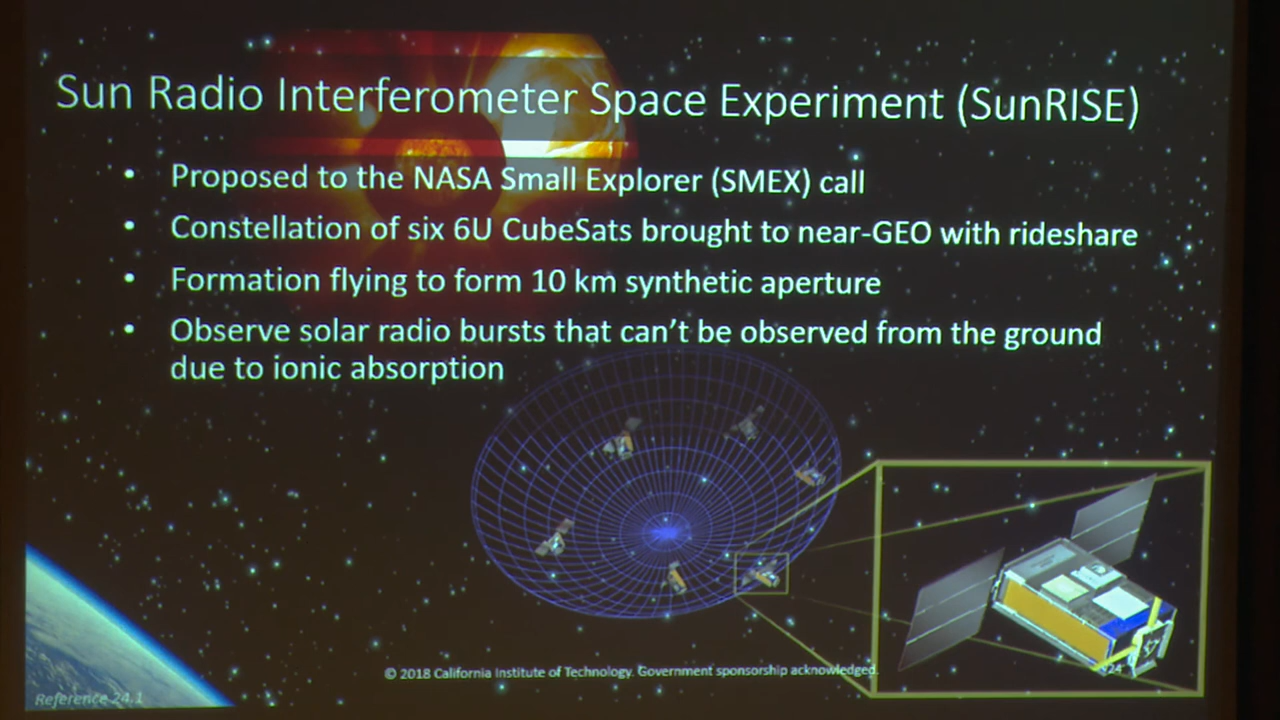 Sun Radio Interferometer Space Experiment (SunRISE)
• Proposed to the NASA Small Explorer (SMEX) call
• Constellation of six 6U CubeSats brought to near-GEO with rideshare
• Formation flying to form 10 km synthetic aperture
• Observe solar radio bursts that can't be observed from the ground
due to ionic absorption
© 2018 California Institute of Technology. Government sponsorship acknowledged.
24
Reference 24.1